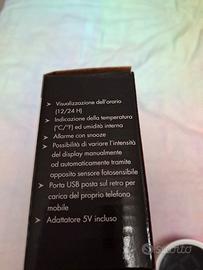 ➤ Visualizzazione dell'orario
(12/24 H)
➤ Indicazione della temperatura
(°C/°F) ed umidità interna
➤ Allarme con snooze
➤ Possibilità di variare l'intensità
del display manualmente
od automaticamente tramite
apposito sensore fotosensibile
➤ Porta USB posta sul retro per
carica del proprio telefono
mobile
➤ Adattatore 5V incluso
subito